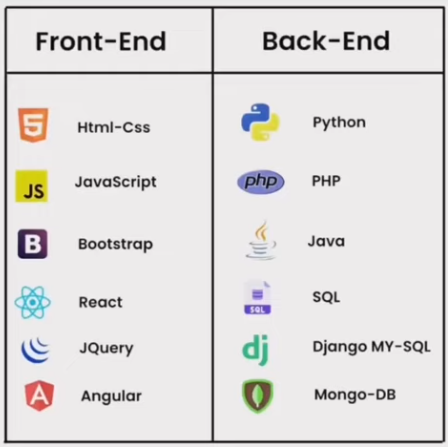 Front-End
Back-End
5
Html-Css
Python
JS
JavaScript
php
PHP
B
Bootstrap
Java
React
SQL
SQL
JQuery
dj
Django MY-SQL
A
Angular
Mongo-DB